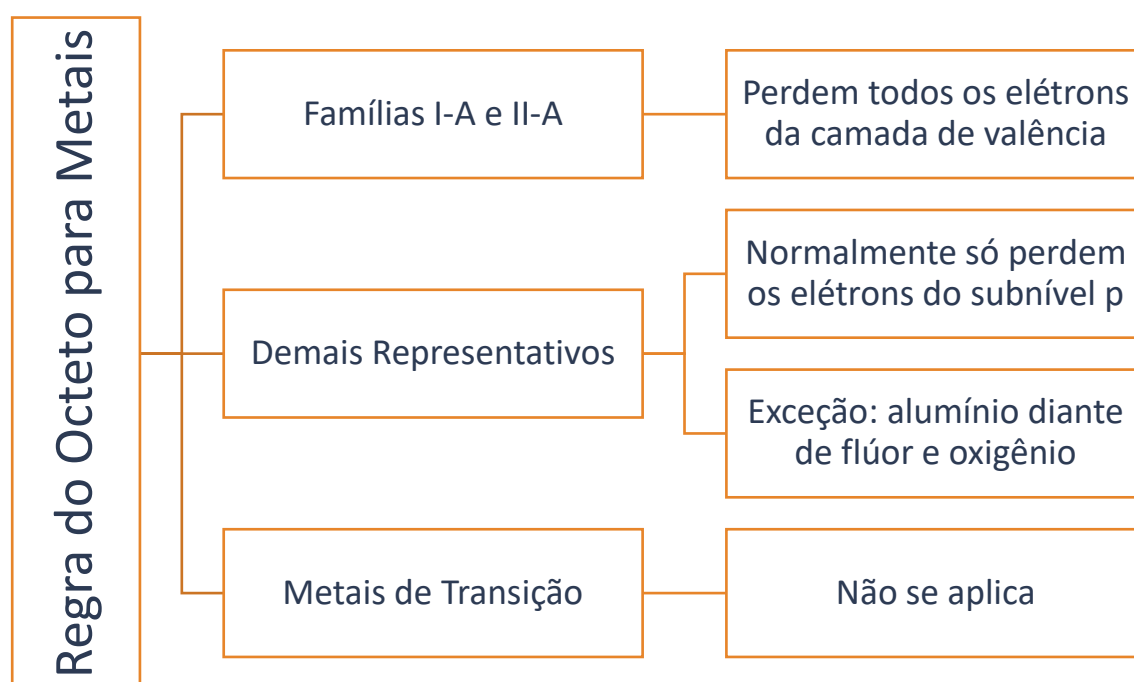 Regra do Octeto para Metais
Famílias I-A e II-A
Perdem todos os elétrons
da camada de valência
Demais Representativos
Normalmente só perdem
os elétrons do subnível p
Exceção: alumínio diante
de flúor e oxigênio
Metais de Transição
Não se aplica